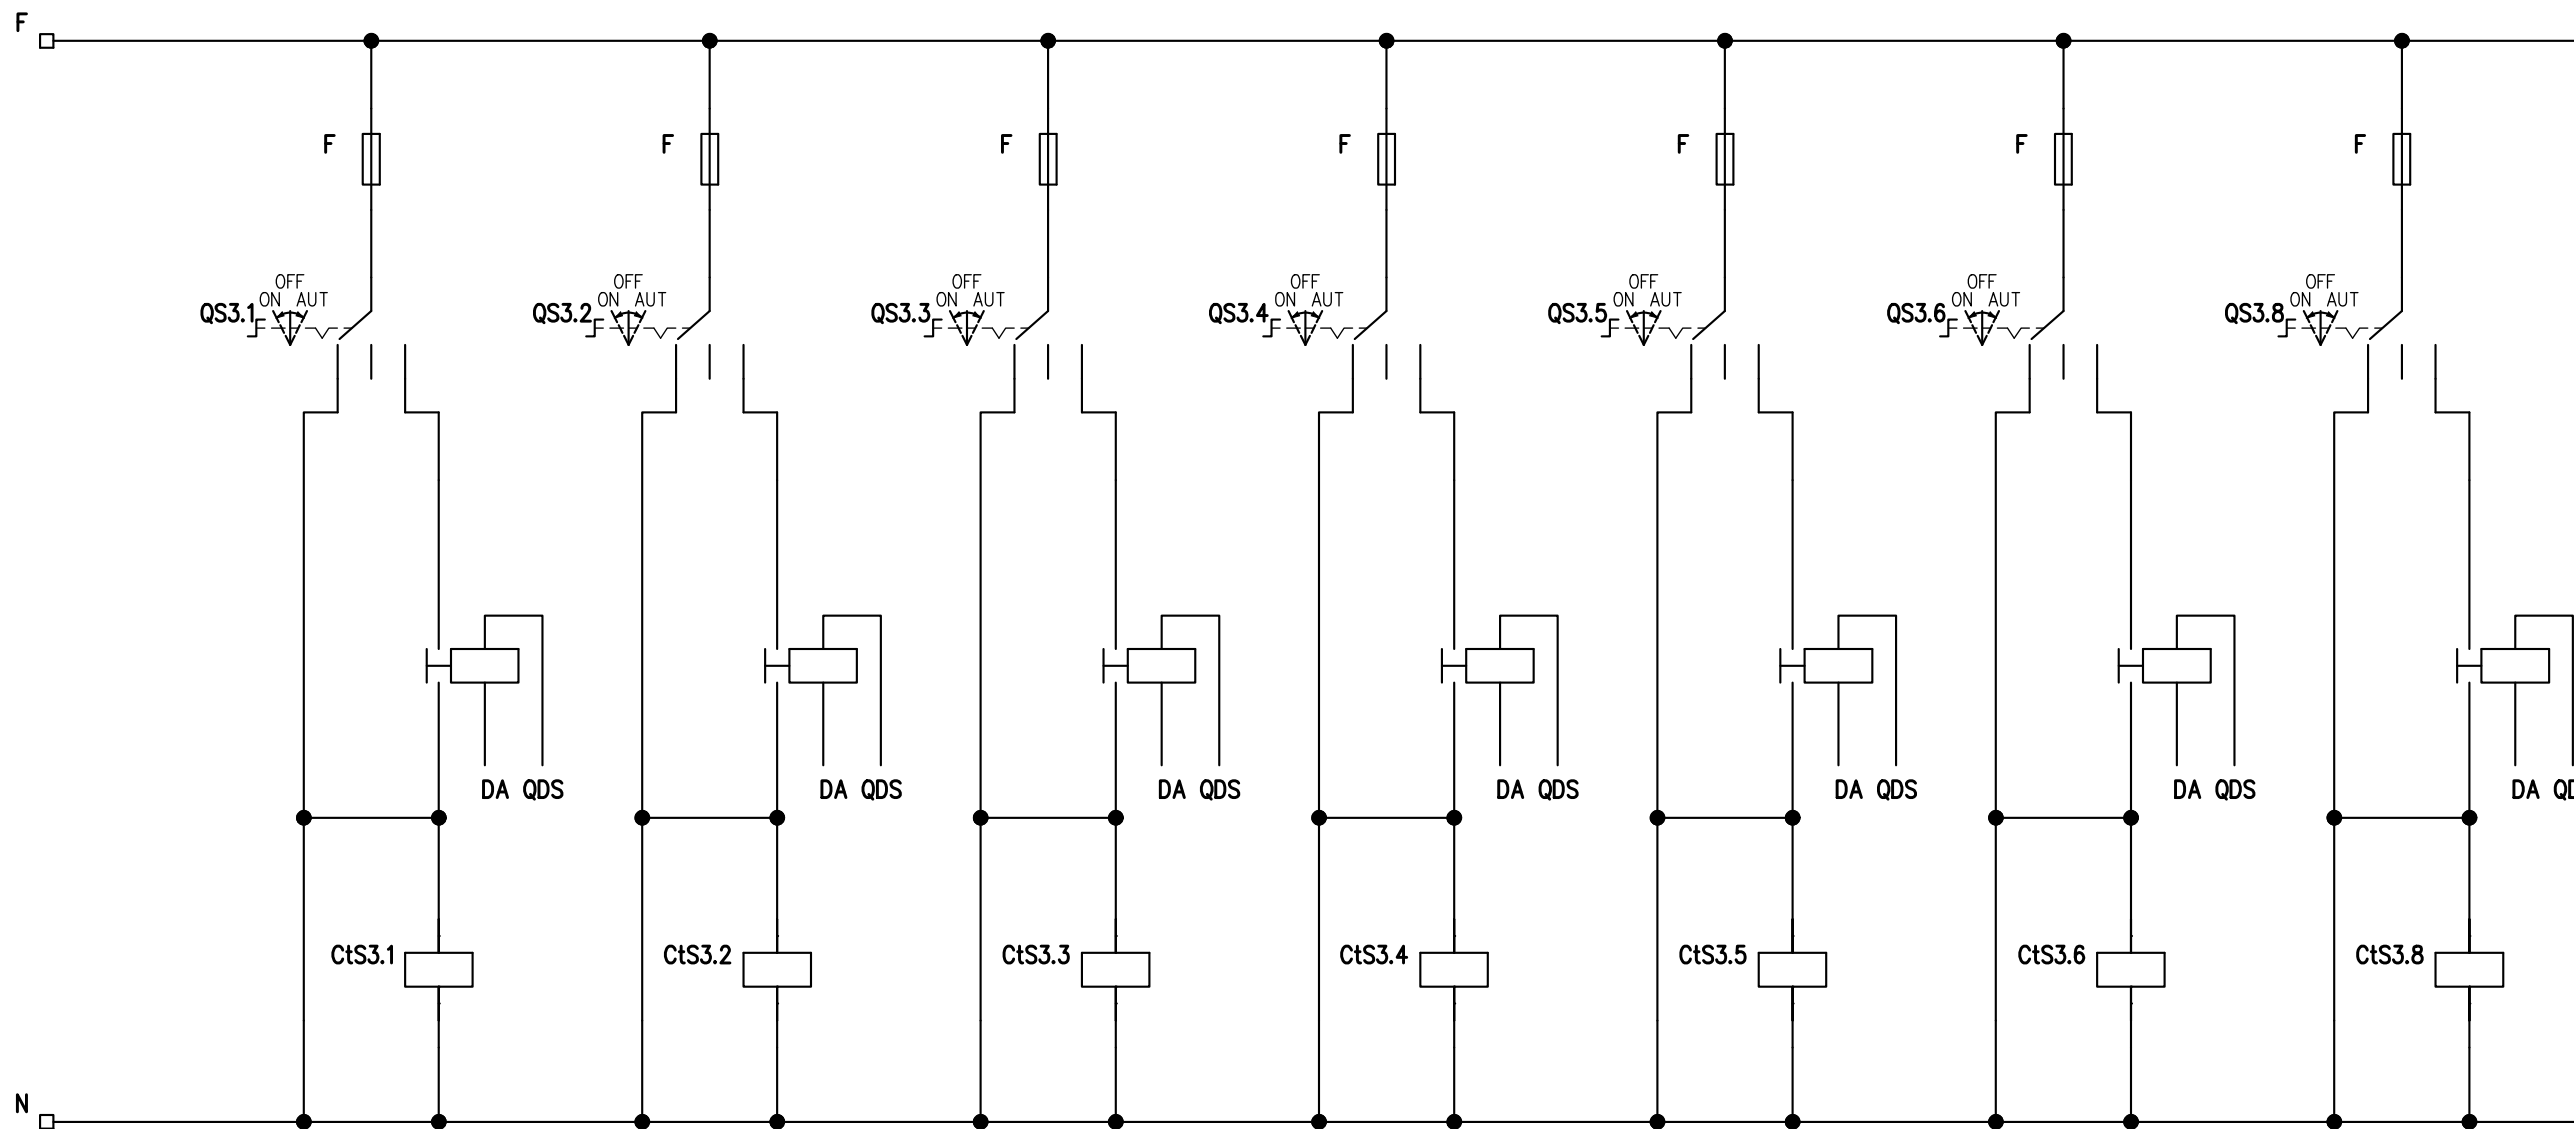 F
F F F F F F F
OFF OFF OFF OFF OFF OFF OFF
ON AUT ON AUT ON AUT ON AUT ON AUT ON AUT ON AUT
QS3.1 QS3.2 QS3.3 QS3.4 QS3.5 QS3.6 QS3.8
DA QDS DA QDS DA QDS DA QDS DA QDS DA QDS DA
CtS3.1 CtS3.2 CtS3.3 CtS3.4 CtS3.5 CtS3.6 CtS3.8
N